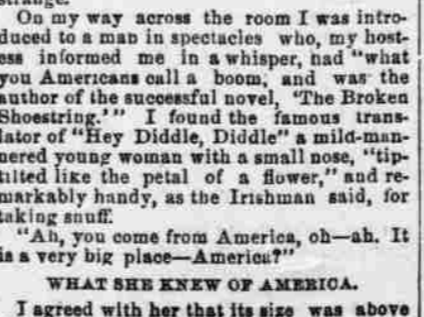 strange.
On my way across the room I was intro-
duced to a man in spectacles who, my host-
ess informed me in a whisper, had "what
you Americans call a boom, and was the
author of the successful novel, 'The Broken
Shoestring.'" I found the famous trans-
lator of "Hey Diddle, Diddle" a mild-man-
nered young woman with a small nose, "tip-
tilted like the petal of a flower," and re-
markably handy, as the Irishman said, for
taking snuff.
"Ah, you come from America, oh—ah. It
is a very big place—America?"
WHAT SHE KNEW OF AMERICA.
I agreed with her that its size was above